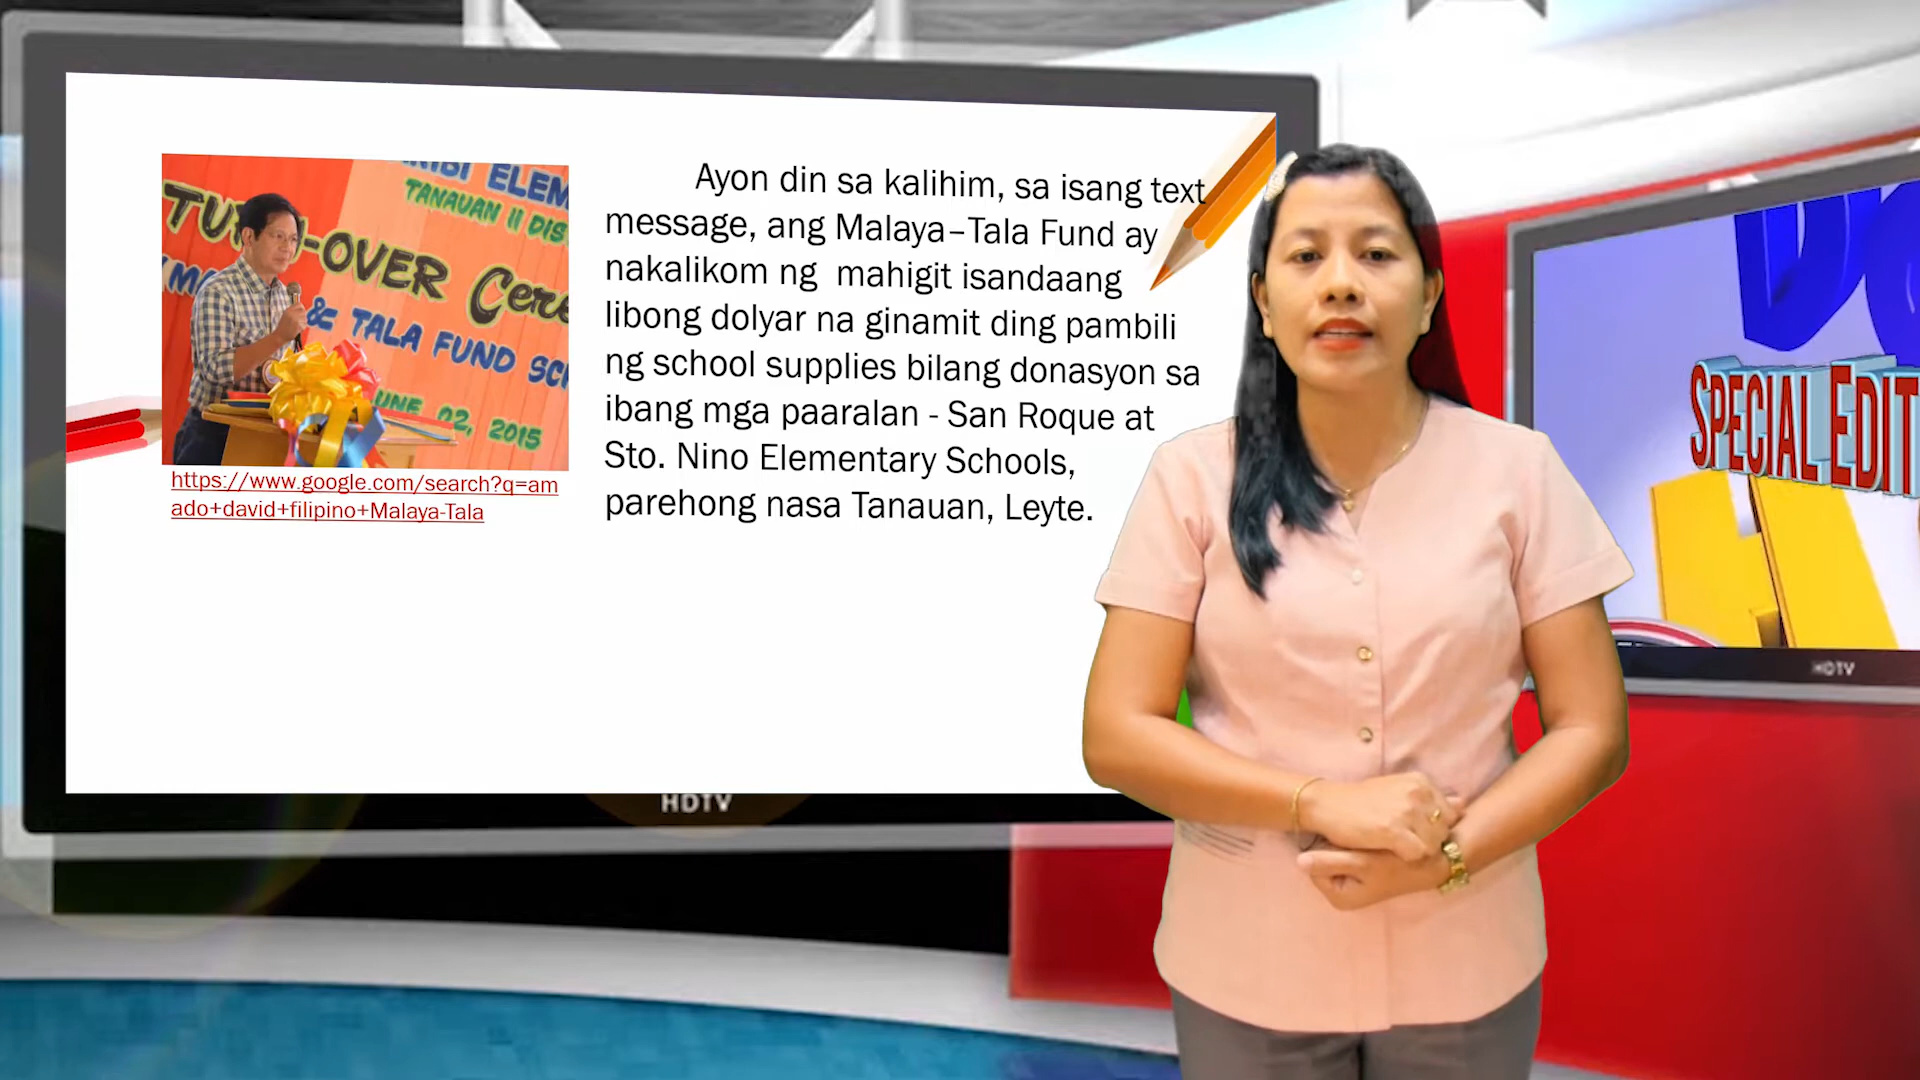 ELEM
TANAUAN II DIS
-OVER Cere
& TALA FUND SCH
UNE 02, 2015
https://www.google.com/search?q=am
ado+david+filipino+Malaya-Tala
Ayon din sa kalihim, sa isang text
message, ang Malaya–Tala Fund ay
nakalikom ng mahigit isandaang
libong dolyar na ginamit ding pambili
ng school supplies bilang donasyon sa
ibang mga paaralan - San Roque at
Sto. Nino Elementary Schools,
parehong nasa Tanauan, Leyte.
HDTV
SPECIAL EDIT
HDTV